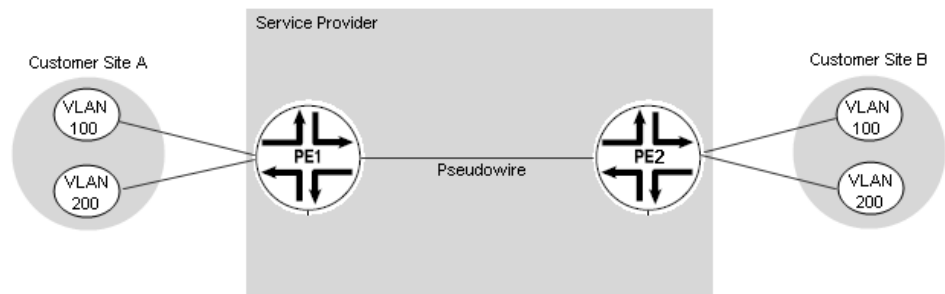 Service Provider
Customer Site A
VLAN
100
VLAN
200
PE1
Pseudowire
PE2
Customer Site B
VLAN
100
VLAN
200